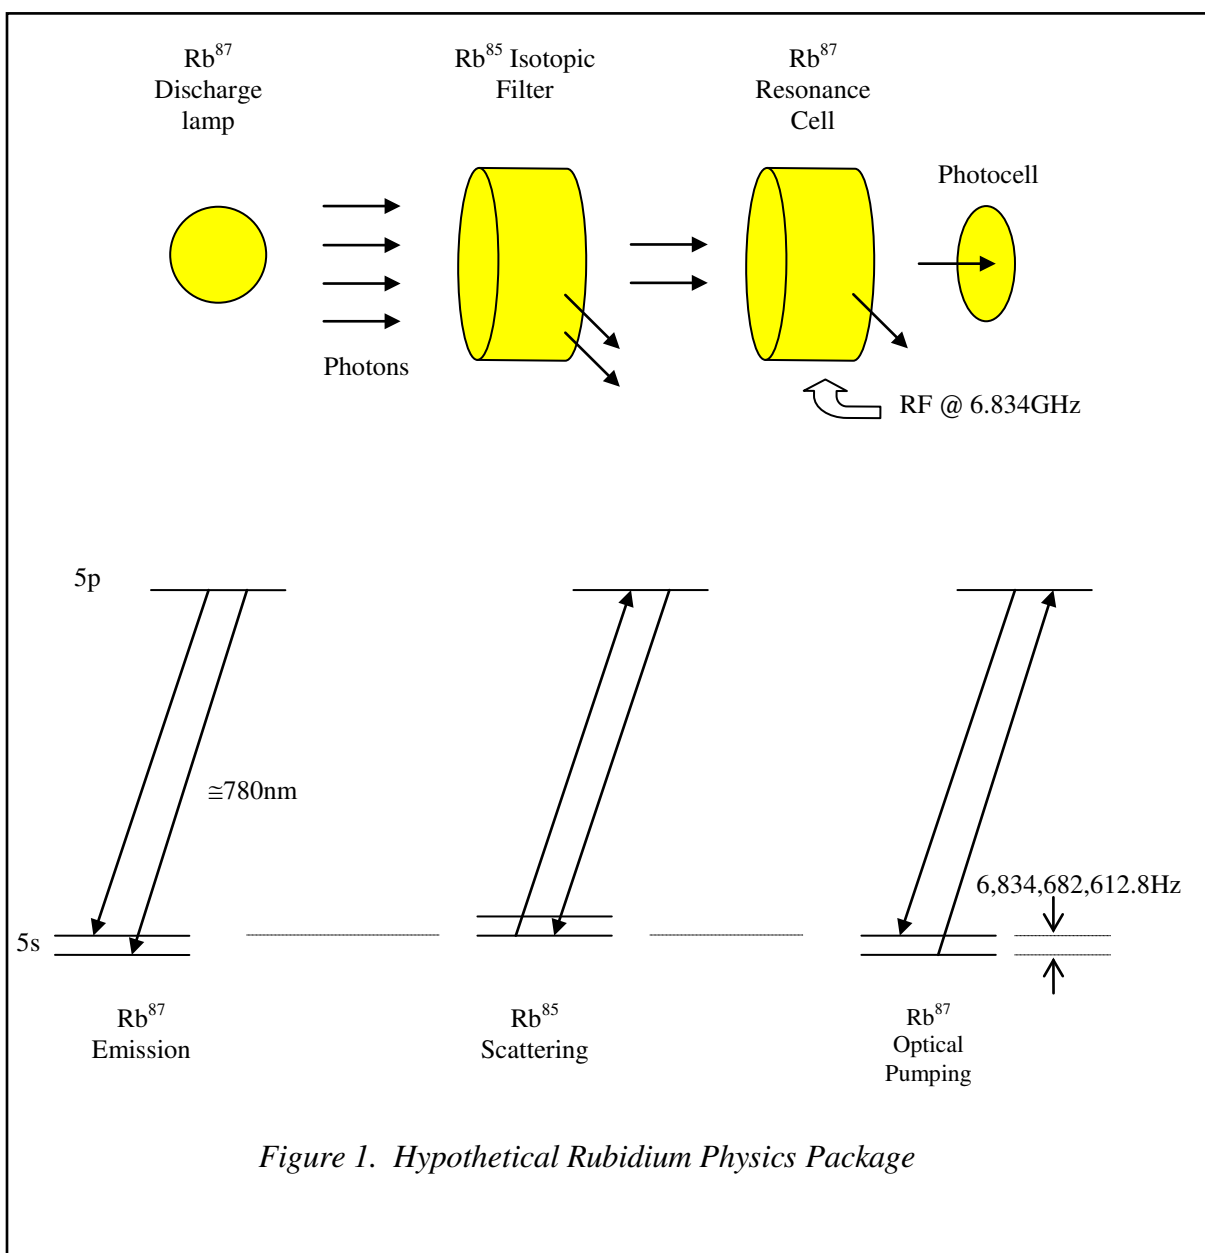 Rb⁸⁷
Discharge
lamp
Rb⁸⁵ Isotopic
Filter
Rb⁸⁷
Resonance
Cell
Photocell
Photons
RF @ 6.834GHz
5p
≅780nm
6,834,682,612.8Hz
5s
Rb⁸⁷
Emission
Rb⁸⁵
Scattering
Rb⁸⁷
Optical
Pumping
Figure 1. Hypothetical Rubidium Physics Package